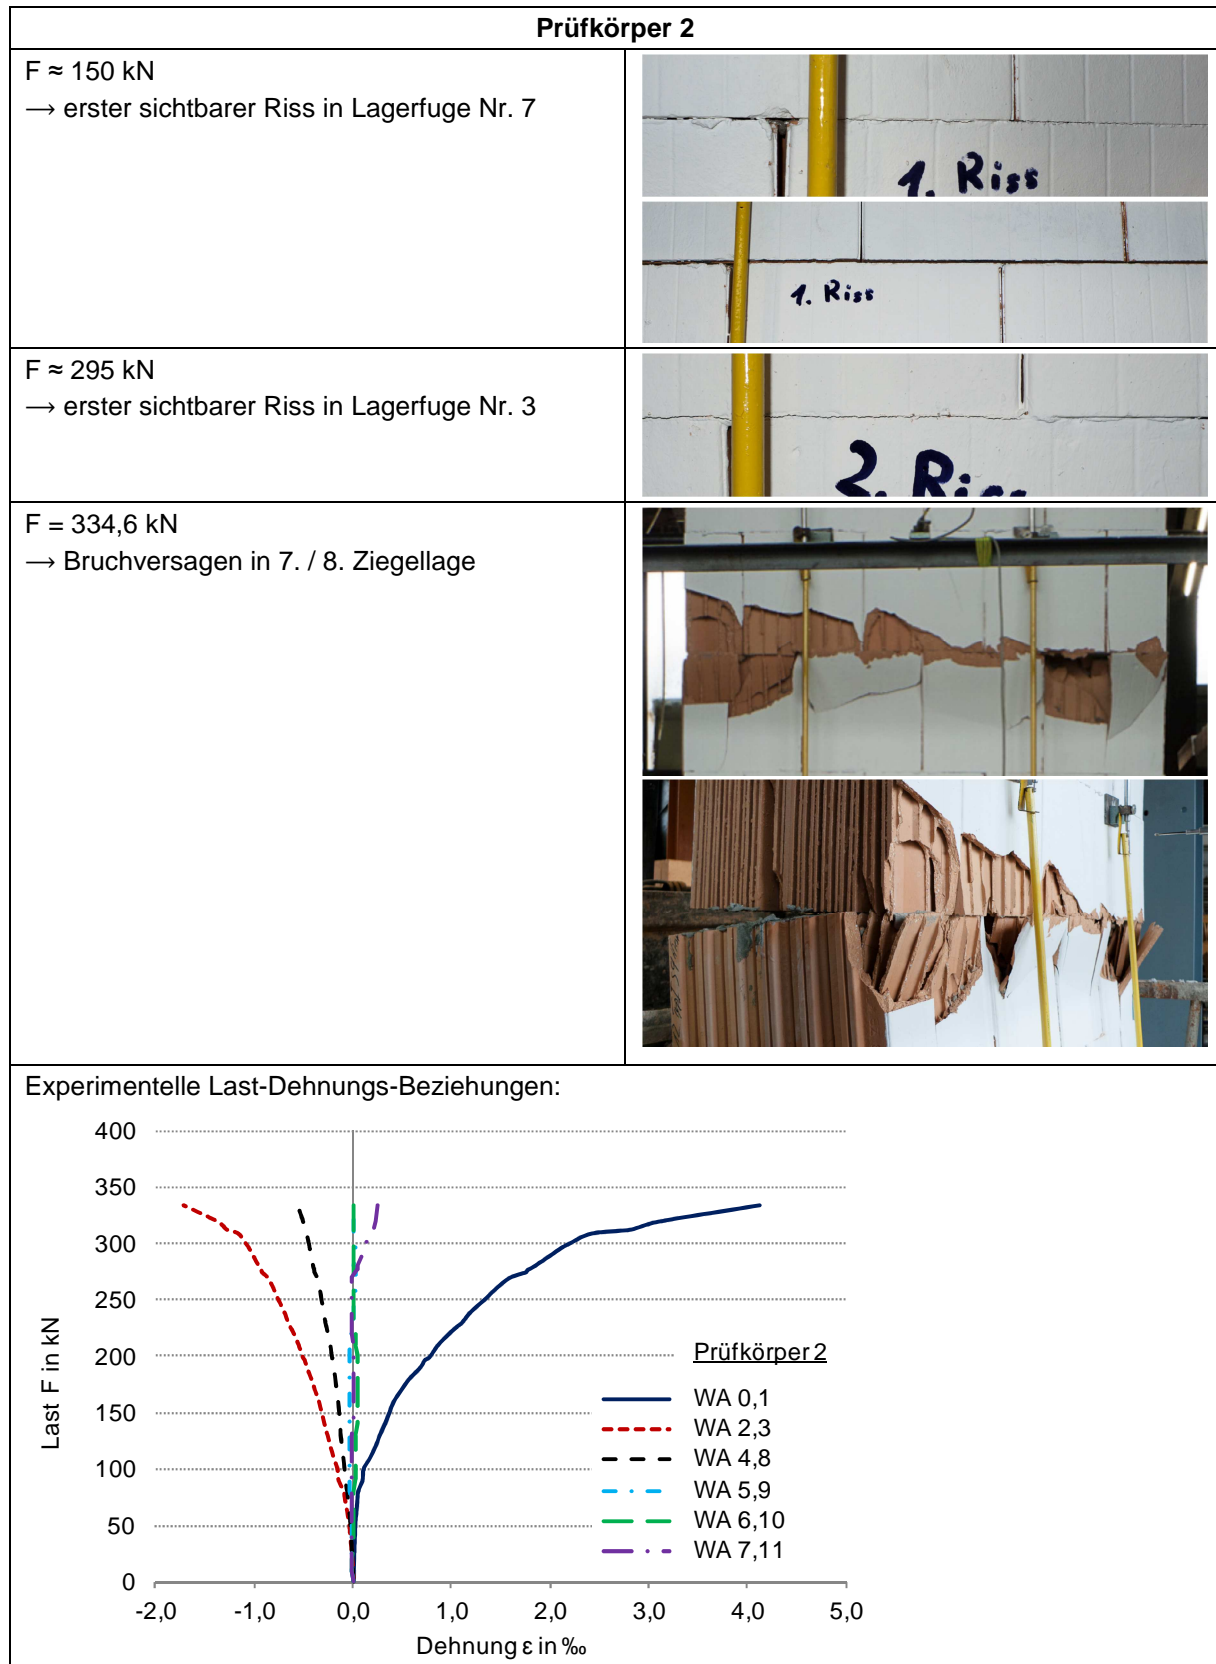 Prüfkörper 2
F ≈ 150 kN
→ erster sichtbarer Riss in Lagerfuge Nr. 7
1. Riss
1. Riss
F ≈ 295 kN
→ erster sichtbarer Riss in Lagerfuge Nr. 3
2. Riss
F = 334,6 kN
→ Bruchversagen in 7. / 8. Ziegellage
Experimentelle Last-Dehnungs-Beziehungen:
400
350
300
250
200
150
100
50
0
Last F in kN
-2,0 -1,0 0,0 1,0 2,0 3,0 4,0 5,0
Dehnung ε in ‰
Prüfkörper 2
WA 0,1
WA 2,3
WA 4,8
WA 5,9
WA 6,10
WA 7,11